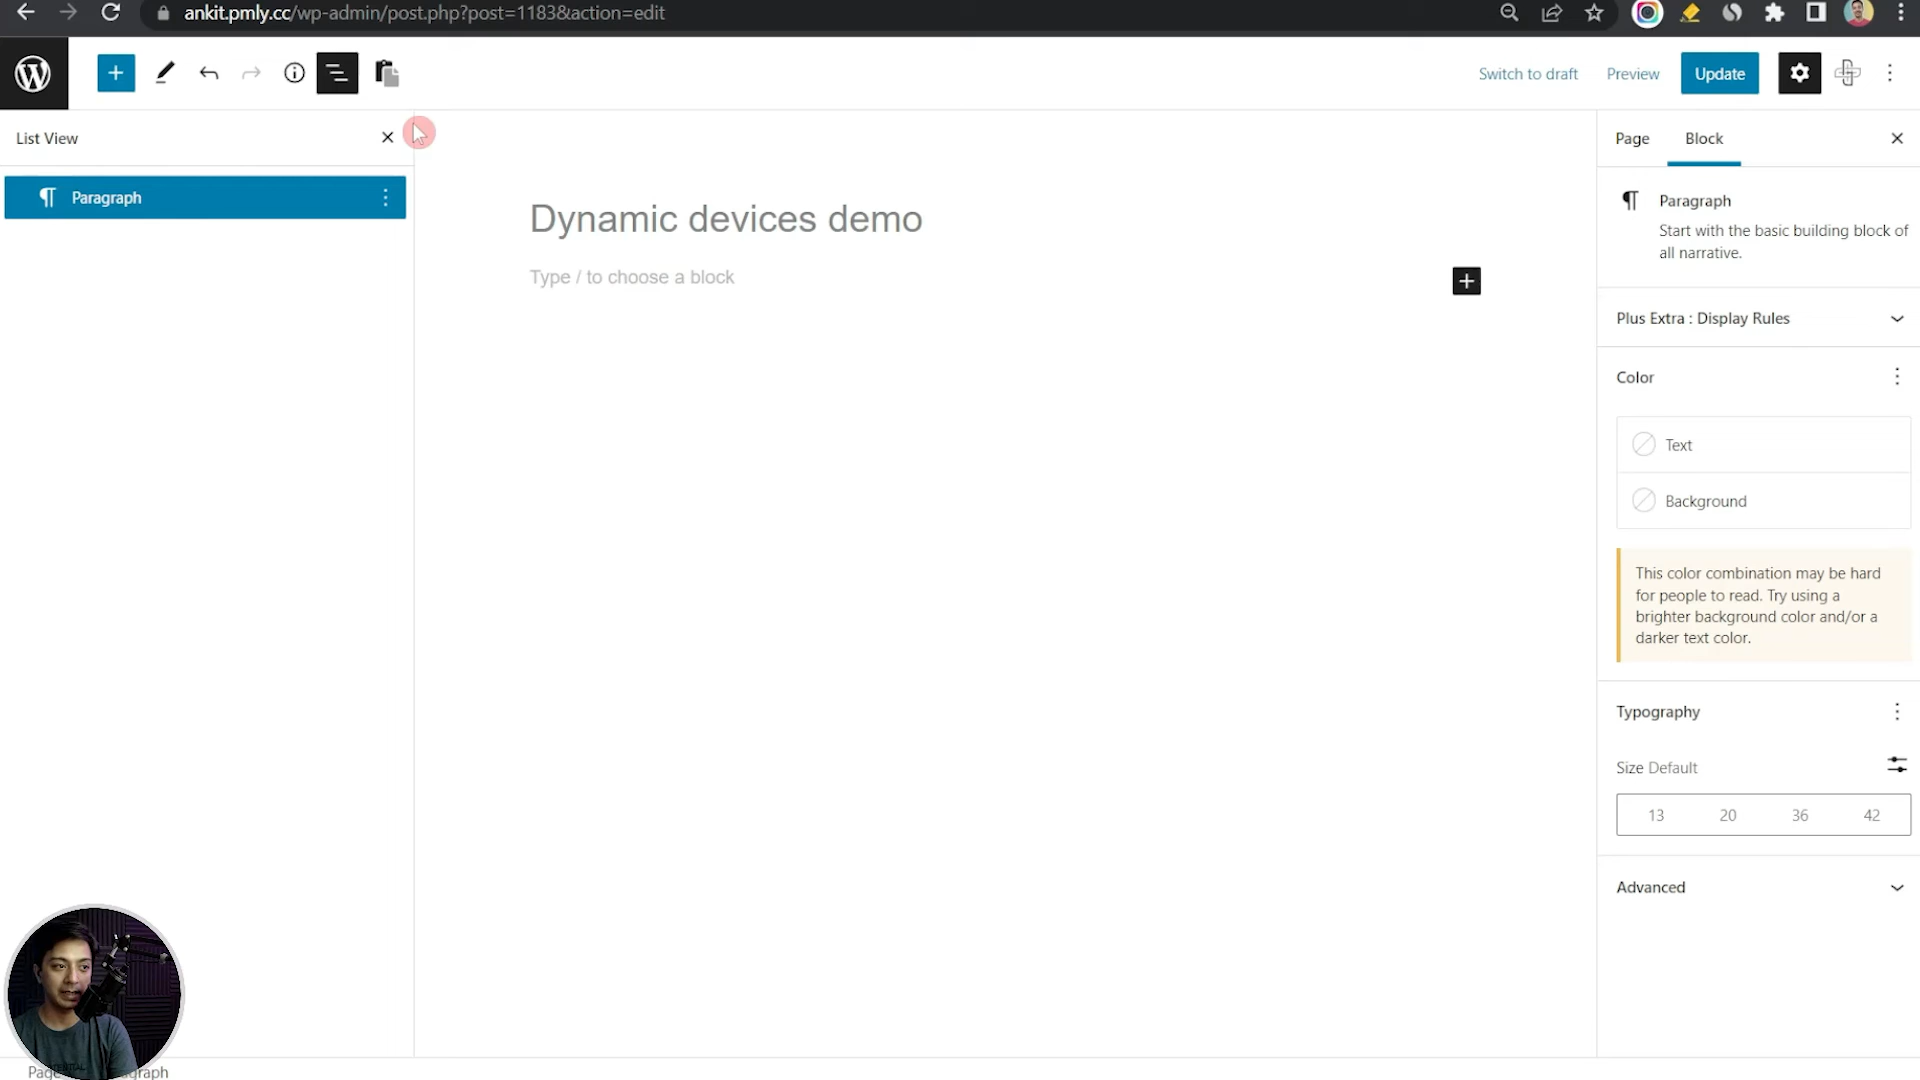 ankit.pmly.cc/wp-admin/post.php?post=1183&action=edit
Switch to draft
Preview
Update
List View
Paragraph
Dynamic devices demo
Type / to choose a block
Page
Block
Paragraph
Start with the basic building block of
all narrative.
Plus Extra : Display Rules
Color
Text
Background
This color combination may be hard
for people to read. Try using a
brighter background color and/or a
darker text color.
Typography
Size Default
13 20 36 42
Advanced